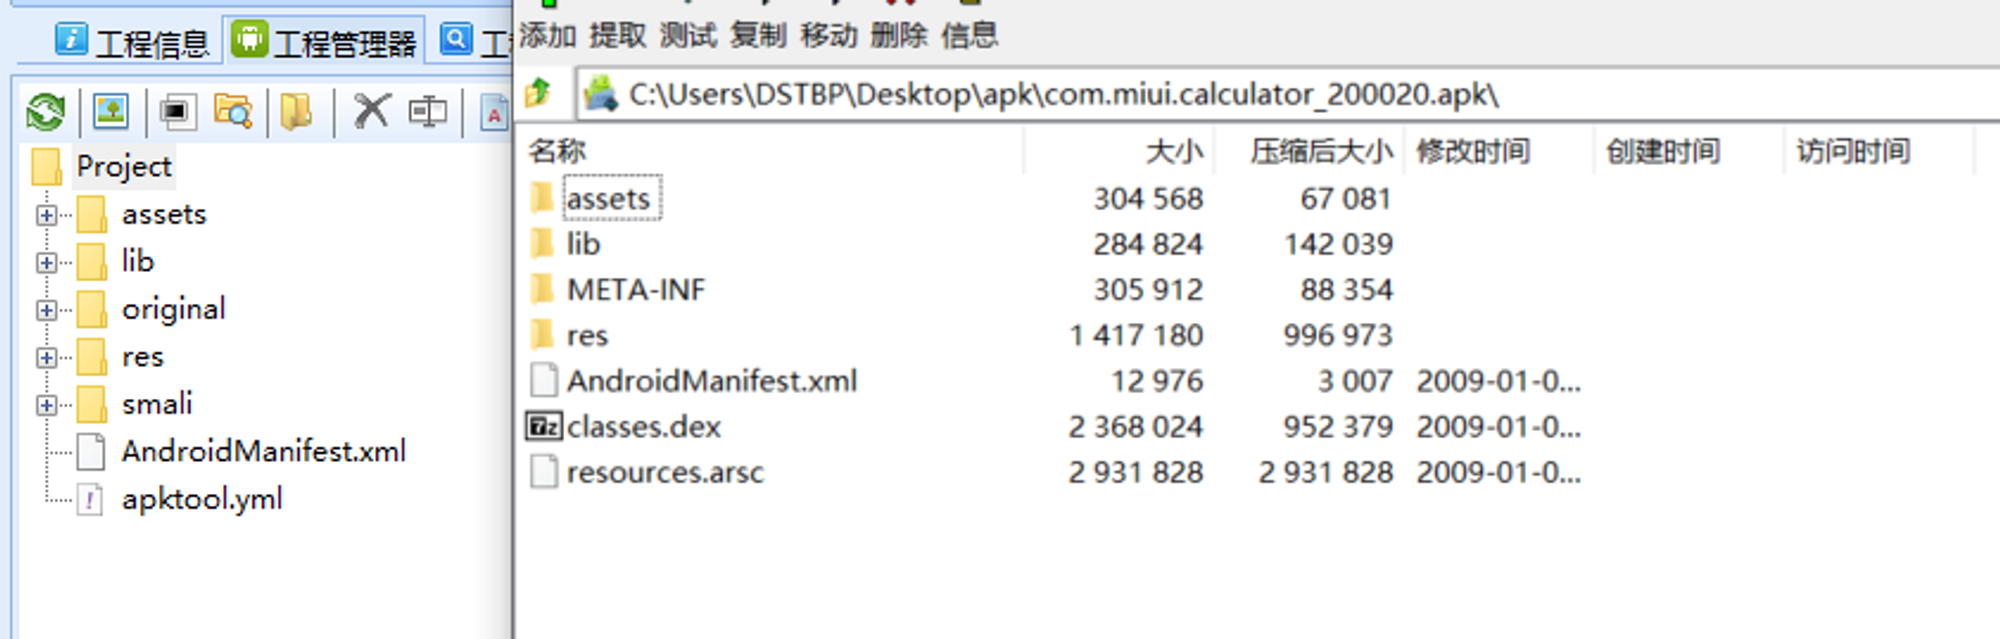 工程信息 工程管理器 工
Project
assets
lib
original
res
smali
AndroidManifest.xml
apktool.yml
添加 提取 测试 复制 移动 删除 信息
C:\Users\DSTBP\Desktop\apk\com.miui.calculator_200020.apk\
名称 大小 压缩后大小 修改时间 创建时间 访问时间
assets 304 568 67 081
lib 284 824 142 039
META-INF 305 912 88 354
res 1 417 180 996 973
AndroidManifest.xml 12 976 3 007 2009-01-0...
classes.dex 2 368 024 952 379 2009-01-0...
resources.arsc 2 931 828 2 931 828 2009-01-0...